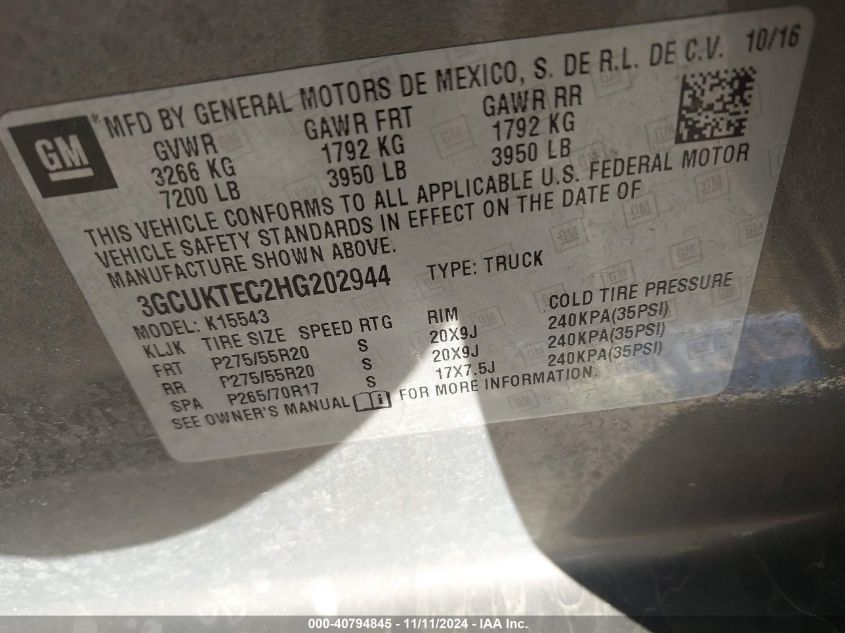 GM
® MFD BY GENERAL MOTORS DE MEXICO, S. DE R.L. DE C.V. 10/16
GVWR GAWR FRT GAWR RR
3266 KG 1792 KG 1792 KG
7200 LB 3950 LB 3950 LB
THIS VEHICLE CONFORMS TO ALL APPLICABLE U.S. FEDERAL MOTOR
VEHICLE SAFETY STANDARDS IN EFFECT ON THE DATE OF
MANUFACTURE SHOWN ABOVE.
3GCUKTEC2HG202944 TYPE: TRUCK
MODEL: K15543
KLJK TIRE SIZE SPEED RTG RIM COLD TIRE PRESSURE
FRT P275/55R20 S 20X9J 240KPA(35PSI)
RR P275/55R20 S 20X9J 240KPA(35PSI)
SPA P265/70R17 S 17X7.5J 240KPA(35PSI)
SEE OWNER'S MANUAL FOR MORE INFORMATION.
000-40794845 - 11/11/2024 - IAA Inc.